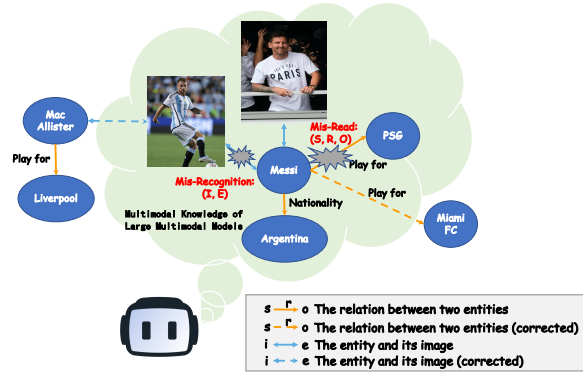 PARIS
Mac
Allister
Play for
Liverpool
Mis-Recognition:
(I, E)
Multimodal Knowledge of
Large Multimodal Models
Mis-Read:
(S, R, O)
PSG
Play for
Messi
Play for
Nationality
Miami
FC
Argentina
s r o The relation between two entities
s r o The relation between two entities (corrected)
i e The entity and its image
i e The entity and its image (corrected)